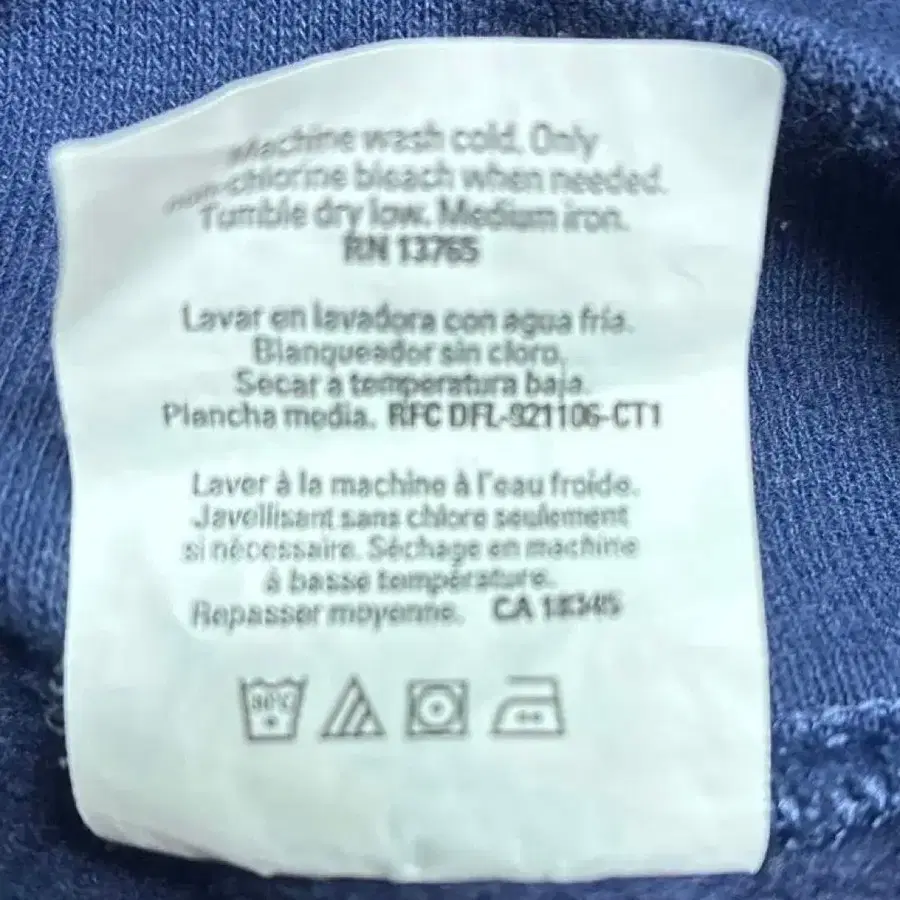 Machine wash cold. Only
non-chlorine bleach when needed.
Tumble dry low. Medium iron.
RN 13765
Lavar en lavadora con agua fría.
Blanqueador sin cloro.
Secar a temperatura baja.
Plancha media. RFC DFL-921106-CT1
Laver à la machine à l'eau froide.
Javellisant sans chlore seulement
si nécessaire. Séchage en machine
à basse température.
Repasser moyenne. CA